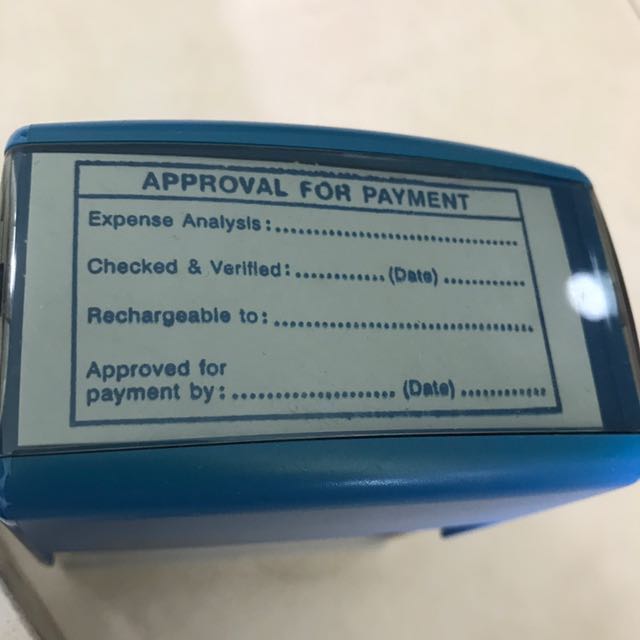 APPROVAL FOR PAYMENT
Expense Analysis:................................
Checked & Verified:............(Date)...........
Rechargeable to:..................................
Approved for
payment by:.....................(Date)...........